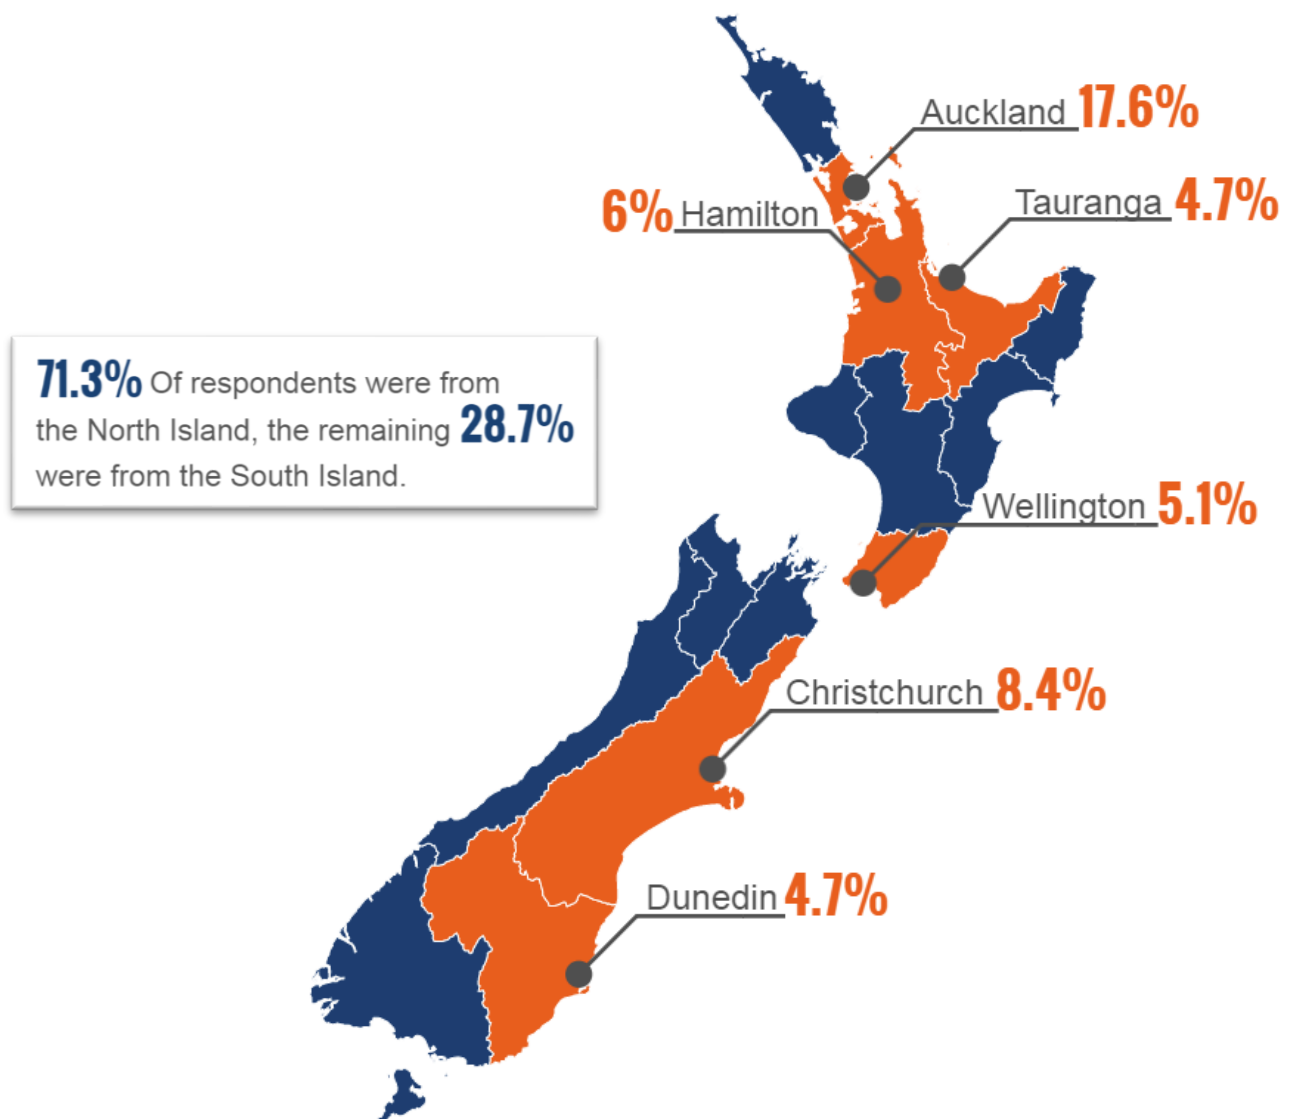 Auckland 17.6%
Tauranga 4.7%
6% Hamilton
71.3% Of respondents were from
the North Island, the remaining 28.7%
were from the South Island.
Wellington 5.1%
Christchurch 8.4%
Dunedin 4.7%